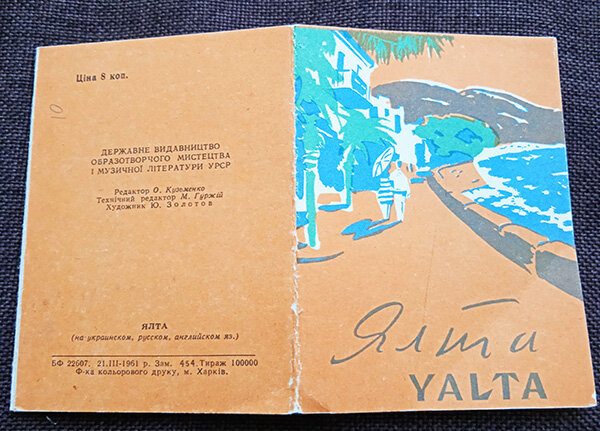 Ціна 8 коп.
10
ДЕРЖАВНЕ ВИДАВНИЦТВО
ОБРАЗОТВОРЧОГО МИСТЕЦТВА
І МУЗИЧНОЇ ЛІТЕРАТУРИ УРСР
Редактор О. Кузьменко
Технічний редактор М. Гуржій
Художник Ю. Золотов
ЯЛТА
(на украинском, русском, английском яз.)
БФ 22607. 21.III-1961 р. Зам. 454. Тираж 100000
Ф-ка кольорового друку, м. Харків.
Ялта
YALTA